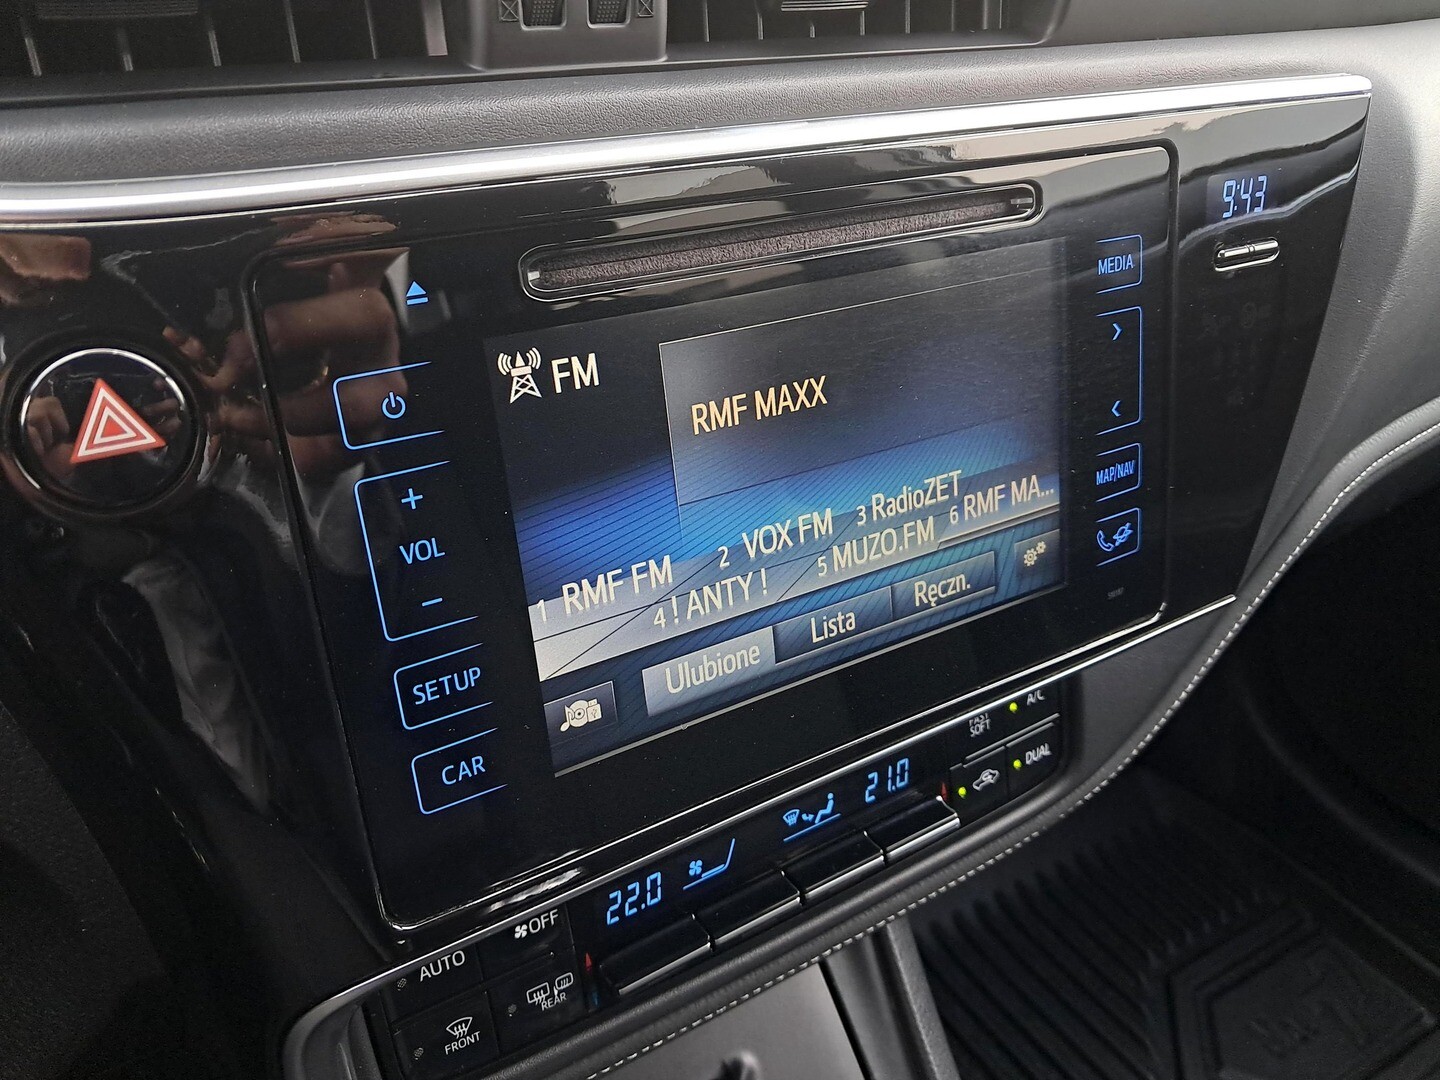 9:43
MEDIA
FM
RMF MAXX
VOL
MAP/NAV
1 RMF FM
2 VOX FM
3 RadioZET
4 ! ANTY !
5 MUZO.FM
6 RMF MA...
Ulubione
Lista
Ręczn.
SETUP
CAR
A/C
FAST
SOFT
DUAL
22.0
21.0
OFF
AUTO
REAR
FRONT